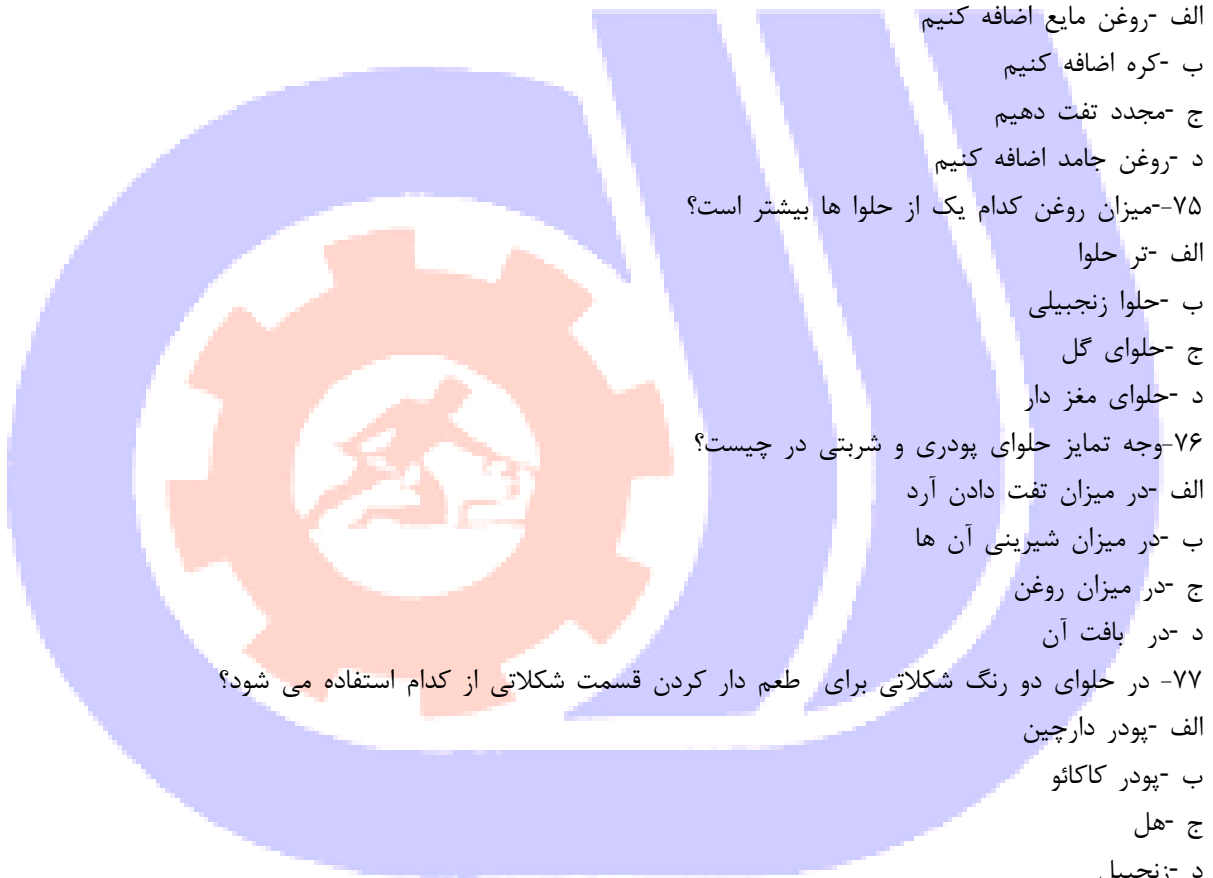 الف -روغن مایع اضافه کنیم
ب -کره اضافه کنیم
ج -مجدد تفت دهیم
د -روغن جامد اضافه کنیم
۷۵--میزان روغن کدام یک از حلوا ها بیشتر است؟
الف -تر حلوا
ب -حلوا زنجبیلی
ج -حلوای گل
د -حلوای مغز دار
۷۶-وجه تمایز حلوای پودری و شربتی در چیست؟
الف -در میزان تفت دادن آرد
ب -در میزان شیرینی آن ها
ج -در میزان روغن
د -در بافت آن
۷۷- در حلوای دو رنگ شکلاتی برای طعم دار کردن قسمت شکلاتی از کدام استفاده می شود؟
الف -پودر دارچین
ب -پودر کاکائو
ج -هل
د -زنجبیل